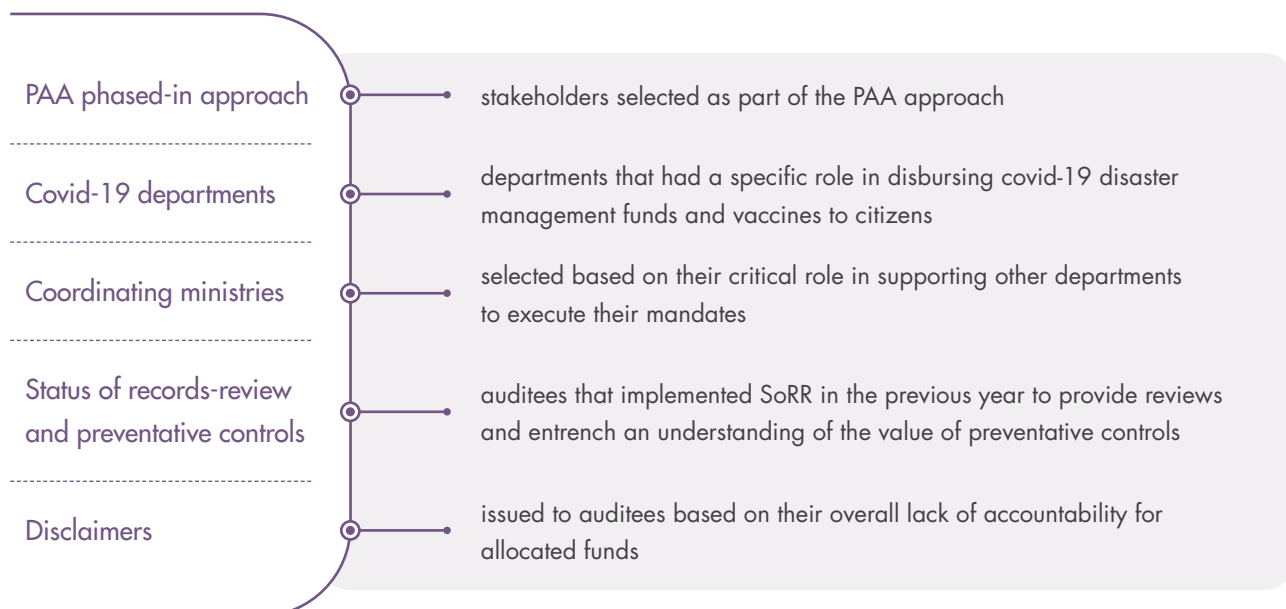 PAA phased-in approach
stakeholders selected as part of the PAA approach
Covid-19 departments
departments that had a specific role in disbursing covid-19 disaster
management funds and vaccines to citizens
Coordinating ministries
selected based on their critical role in supporting other departments
to execute their mandates
Status of records-review
and preventative controls
auditees that implemented SoRR in the previous year to provide reviews
and entrench an understanding of the value of preventative controls
Disclaimers
issued to auditees based on their overall lack of accountability for
allocated funds